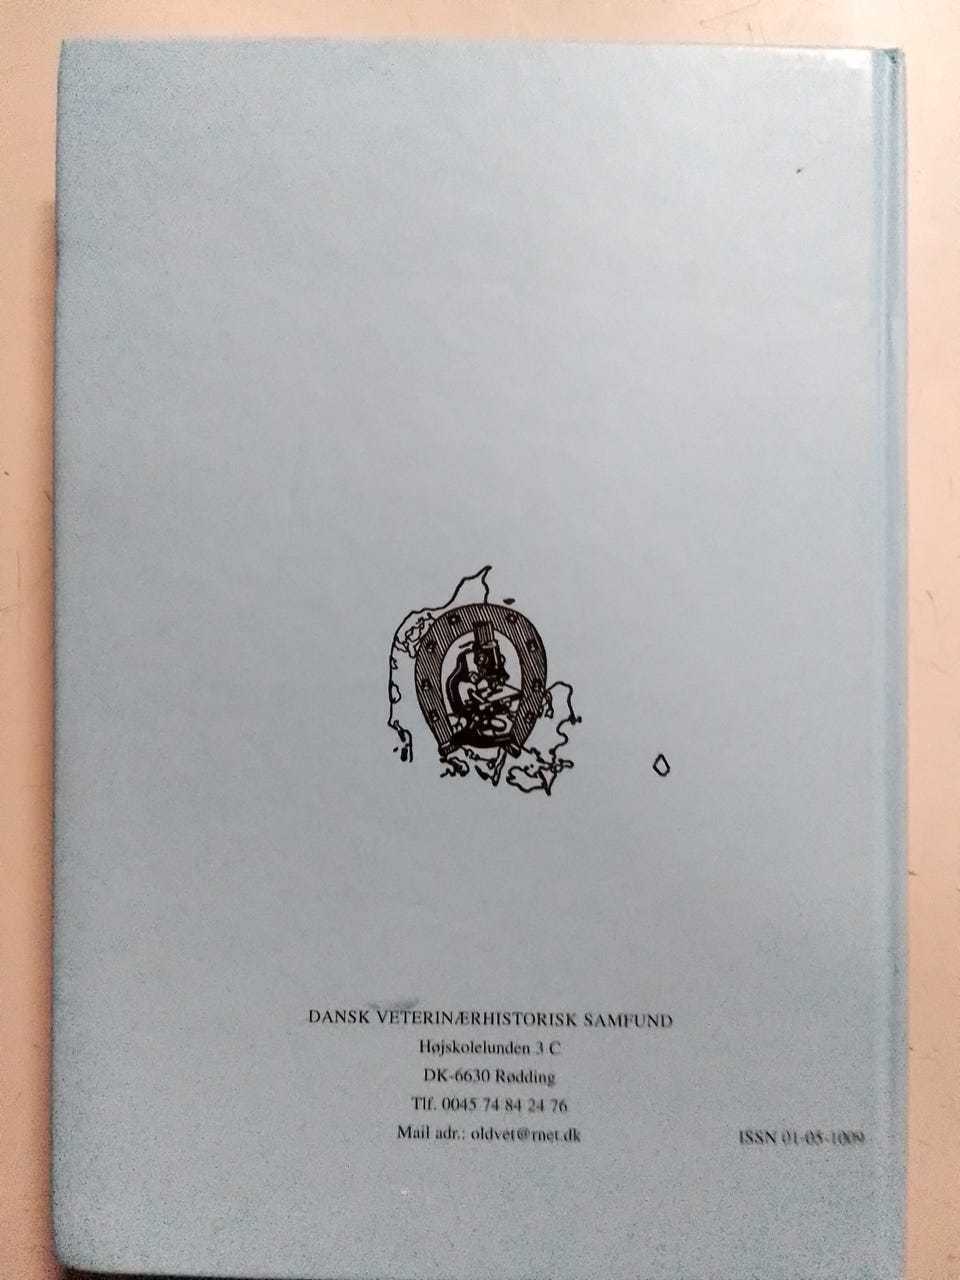 DANSK VETERINÆRHISTORISK SAMFUND
Højskolelunden 3 C
DK-6630 Rødding
Tlf. 0045 74 84 24 76
Mail adr.: oldvet@rnet.dk
ISSN 01-05-1009